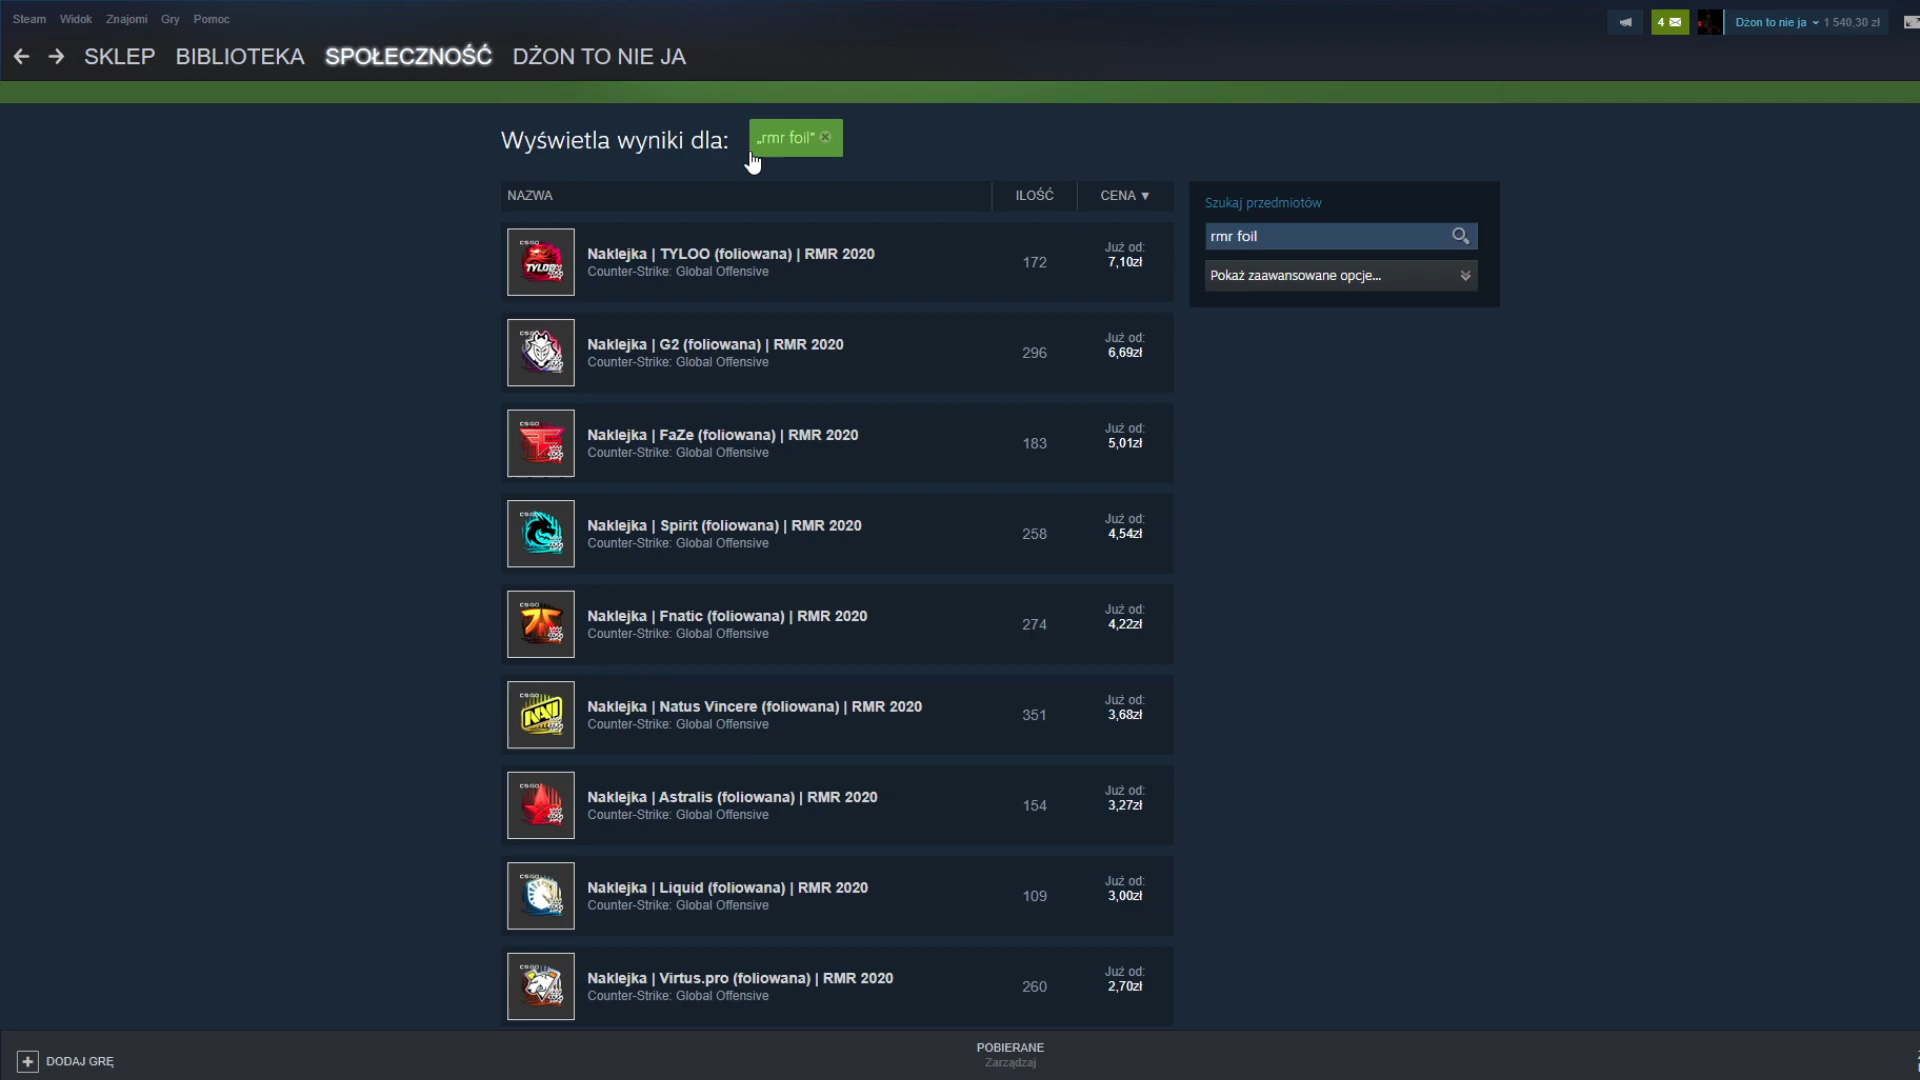 Steam Widok Znajomi Gry Pomoc
4 Dżon to nie ja 1 540,30 zł
SKLEP BIBLIOTEKA SPOŁECZNOŚĆ DŻON TO NIE JA
Wyświetla wyniki dla: „rmr foil”
NAZWA ILOŚĆ CENA ▼
Naklejka | TYLOO (foliowana) | RMR 2020
Counter-Strike: Global Offensive
172
Już od:
7,10zł
Naklejka | G2 (foliowana) | RMR 2020
Counter-Strike: Global Offensive
296
Już od:
6,69zł
Naklejka | FaZe (foliowana) | RMR 2020
Counter-Strike: Global Offensive
183
Już od:
5,01zł
Naklejka | Spirit (foliowana) | RMR 2020
Counter-Strike: Global Offensive
258
Już od:
4,54zł
Naklejka | Fnatic (foliowana) | RMR 2020
Counter-Strike: Global Offensive
274
Już od:
4,22zł
Naklejka | Natus Vincere (foliowana) | RMR 2020
Counter-Strike: Global Offensive
351
Już od:
3,68zł
Naklejka | Astralis (foliowana) | RMR 2020
Counter-Strike: Global Offensive
154
Już od:
3,27zł
Naklejka | Liquid (foliowana) | RMR 2020
Counter-Strike: Global Offensive
109
Już od:
3,00zł
Naklejka | Virtus.pro (foliowana) | RMR 2020
Counter-Strike: Global Offensive
260
Już od:
2,70zł
Szukaj przedmiotów
rmr foil
Pokaż zaawansowane opcje...
DODAJ GRĘ
POBIERANE
Zarządzaj